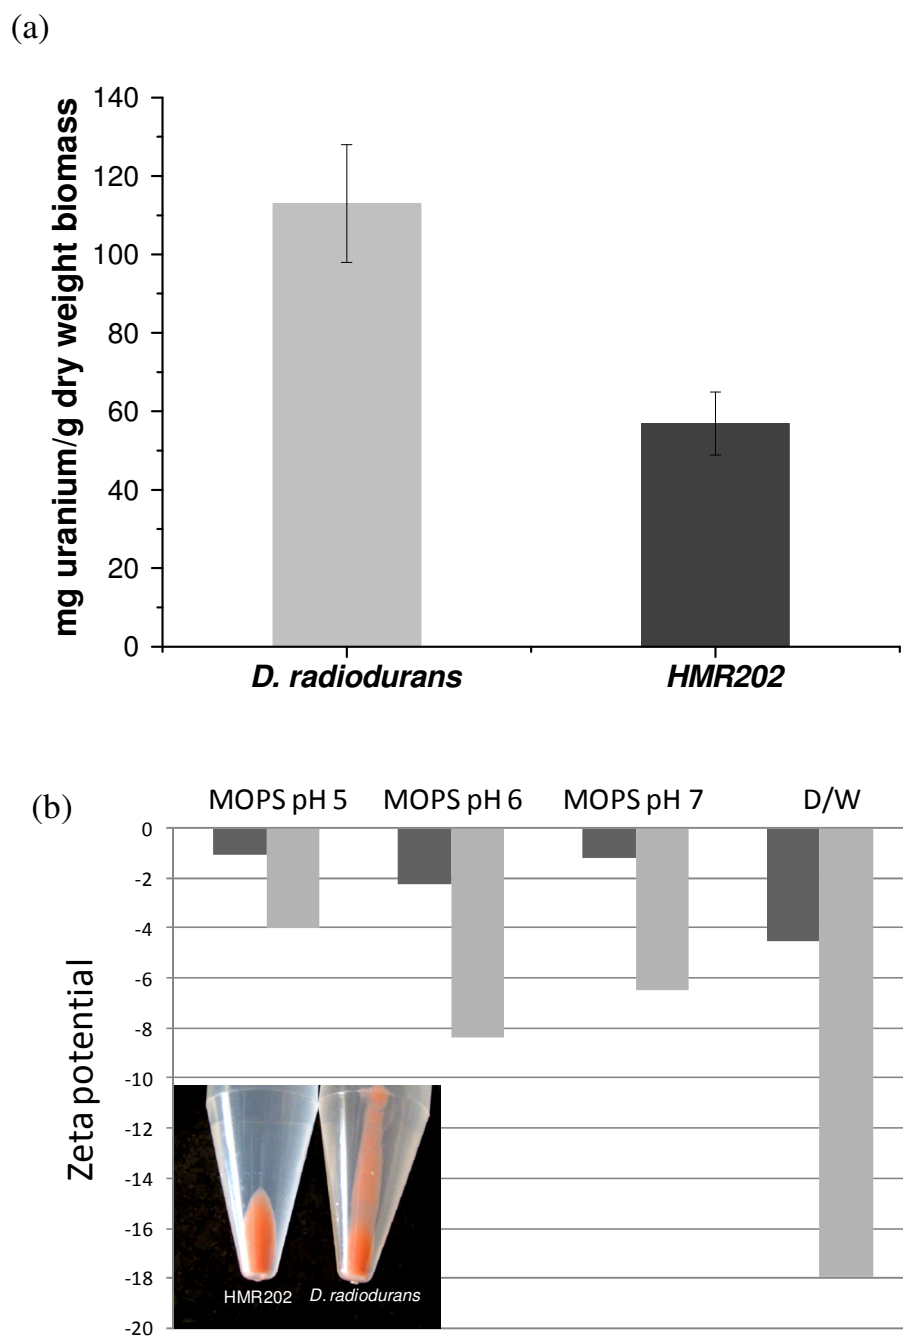 (a)
mg uranium/g dry weight biomass
140
120
100
80
60
40
20
0
D. radiodurans HMR202
(b)
MOPS pH 5 MOPS pH 6 MOPS pH 7 D/W
Zeta potential
0
-2
-4
-6
-8
-10
-12
-14
-16
-18
-20
HMR202 D. radiodurans